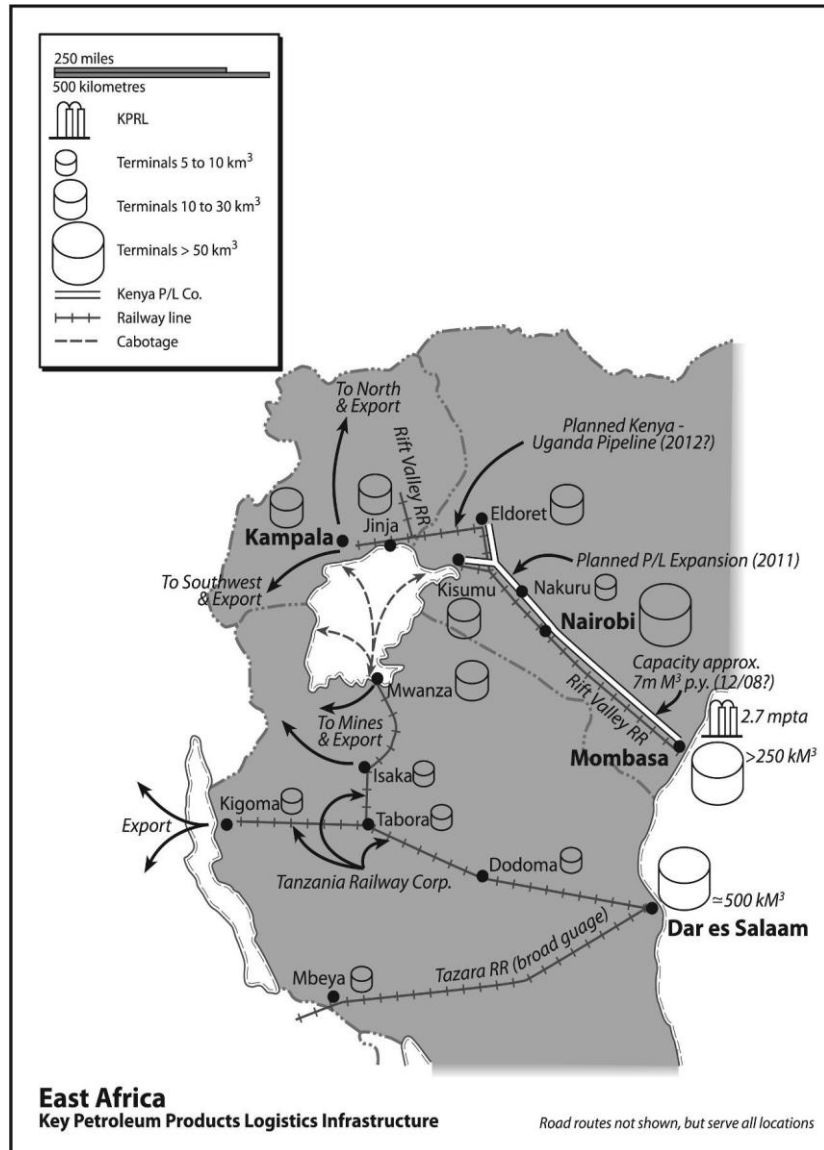 250 miles
500 kilometres
KPRL
Terminals 5 to 10 km³
Terminals 10 to 30 km³
Terminals > 50 km³
Kenya P/L Co.
Railway line
Cabotage
To North
& Export
Rift Valley RR
Planned Kenya -
Uganda Pipeline (2012?)
Kampala
Jinja
Eldoret
To Southwest
& Export
Kisumu
Planned P/L Expansion (2011)
Nakuru
Nairobi
Capacity approx.
7m M³ p.y. (12/08?)
Rift Valley RR
Mwanza
To Mines
& Export
2.7 mpta
Mombasa
>250 kM³
Isaka
Kigoma
Tabora
Export
Tanzania Railway Corp.
Dodoma
≃500 kM³
Dar es Salaam
Tazara RR (broad guage)
Mbeya
East Africa
Key Petroleum Products Logistics Infrastructure
Road routes not shown, but serve all locations